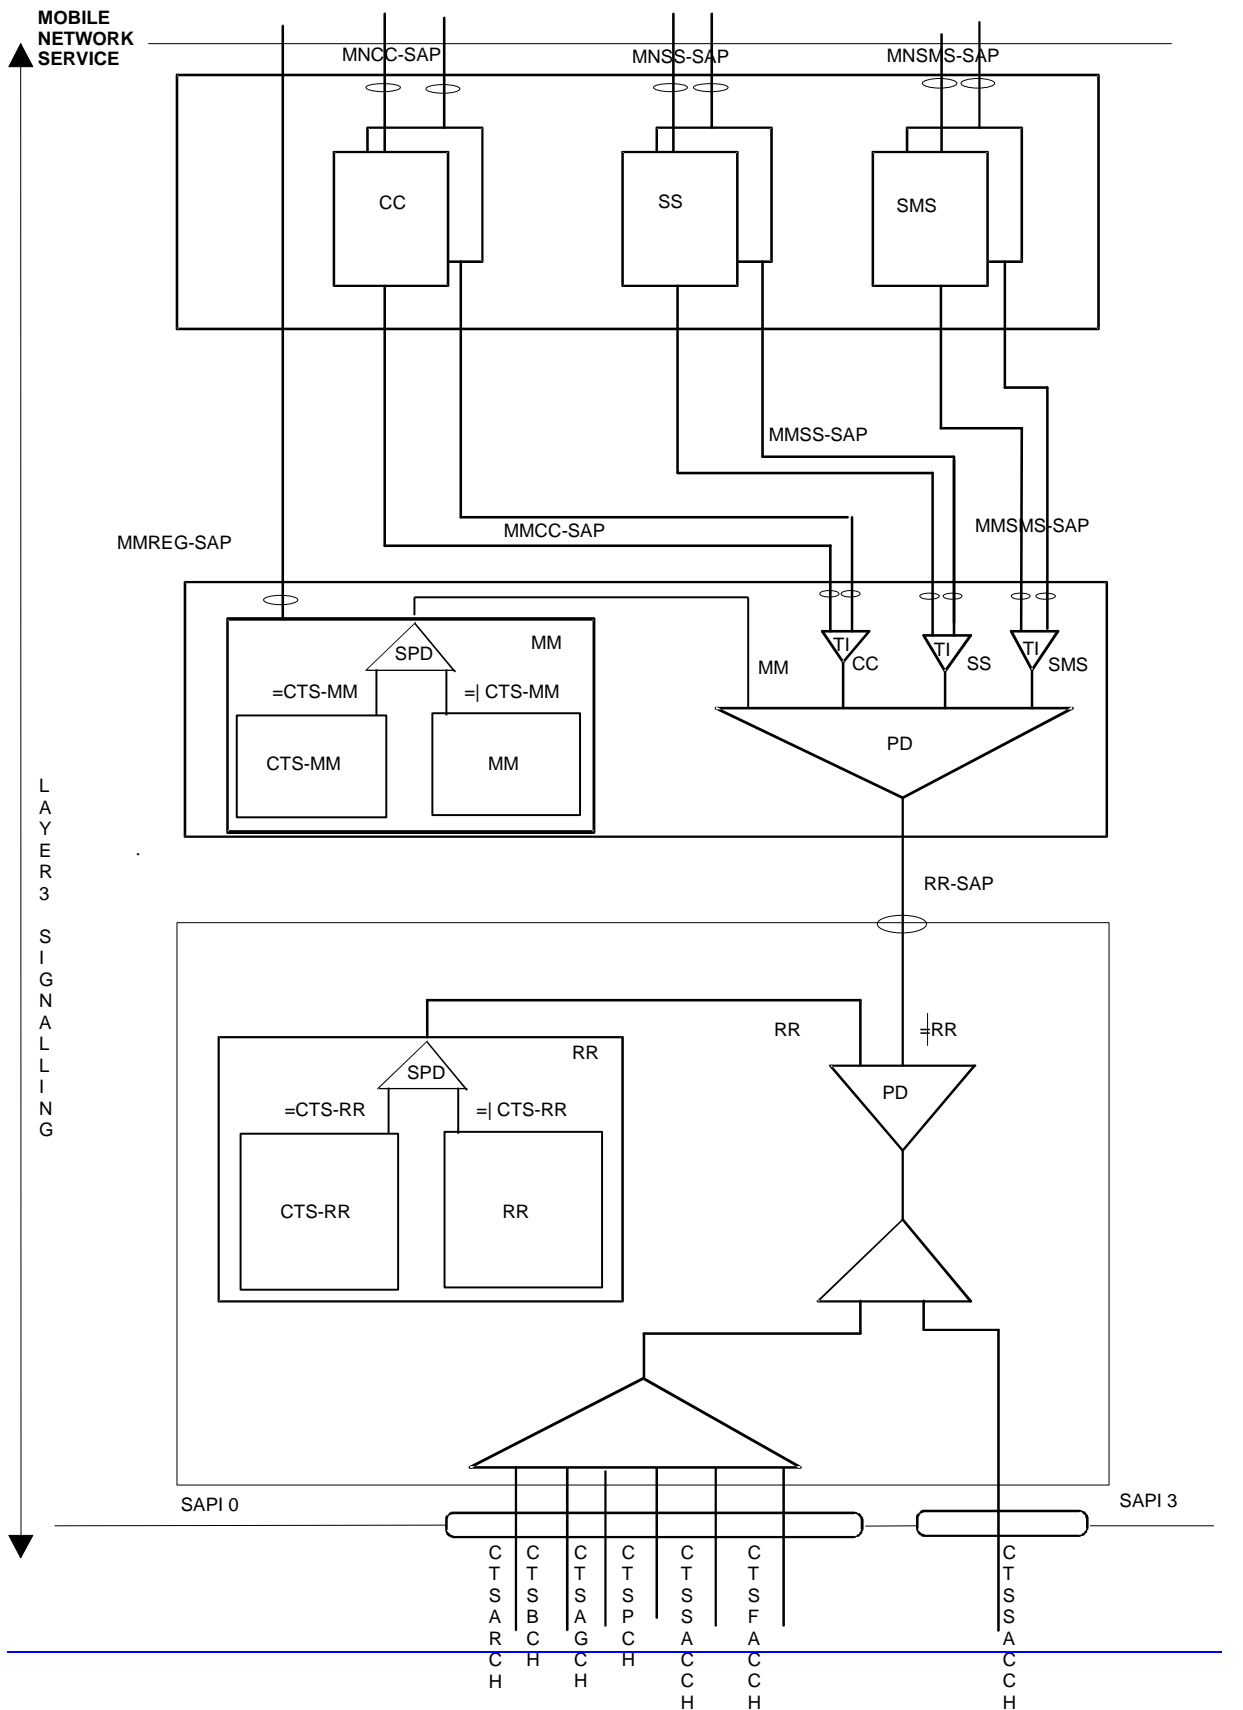 MOBILE
NETWORK
SERVICE
MNCC-SAP
MNSS-SAP
MNSMS-SAP
CC
SS
SMS
MMSS-SAP
MMCC-SAP
MMSMS-SAP
MMREG-SAP
SPD
MM
TI
TI
TI
CC
SS
SMS
MM
=CTS-MM
=| CTS-MM
PD
CTS-MM
MM
LAYER3 SIGNALLING
RR-SAP
RR
=RR
SPD
RR
PD
=CTS-RR
=| CTS-RR
CTS-RR
RR
SAPI 0
SAPI 3
CTSARCH
CTSBCH
CTSAGCH
CTSPCH
CTSSACCH
CTSFACCH
CTSSACCH